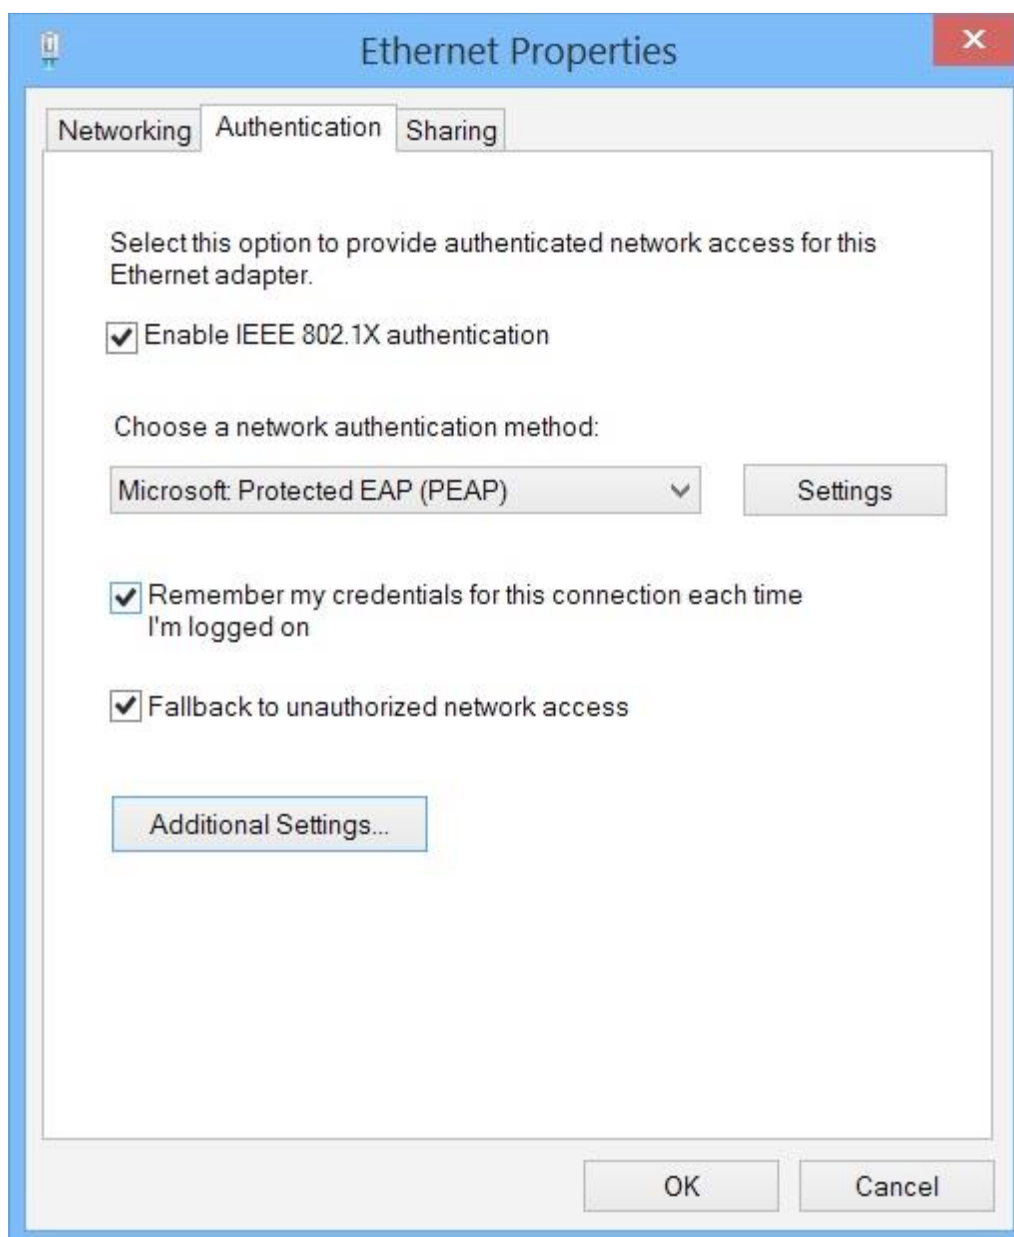 Ethernet Properties
Networking Authentication Sharing
Select this option to provide authenticated network access for this
Ethernet adapter.
Enable IEEE 802.1X authentication
Choose a network authentication method:
Microsoft: Protected EAP (PEAP) Settings
Remember my credentials for this connection each time
I'm logged on
Fallback to unauthorized network access
Additional Settings...
OK Cancel